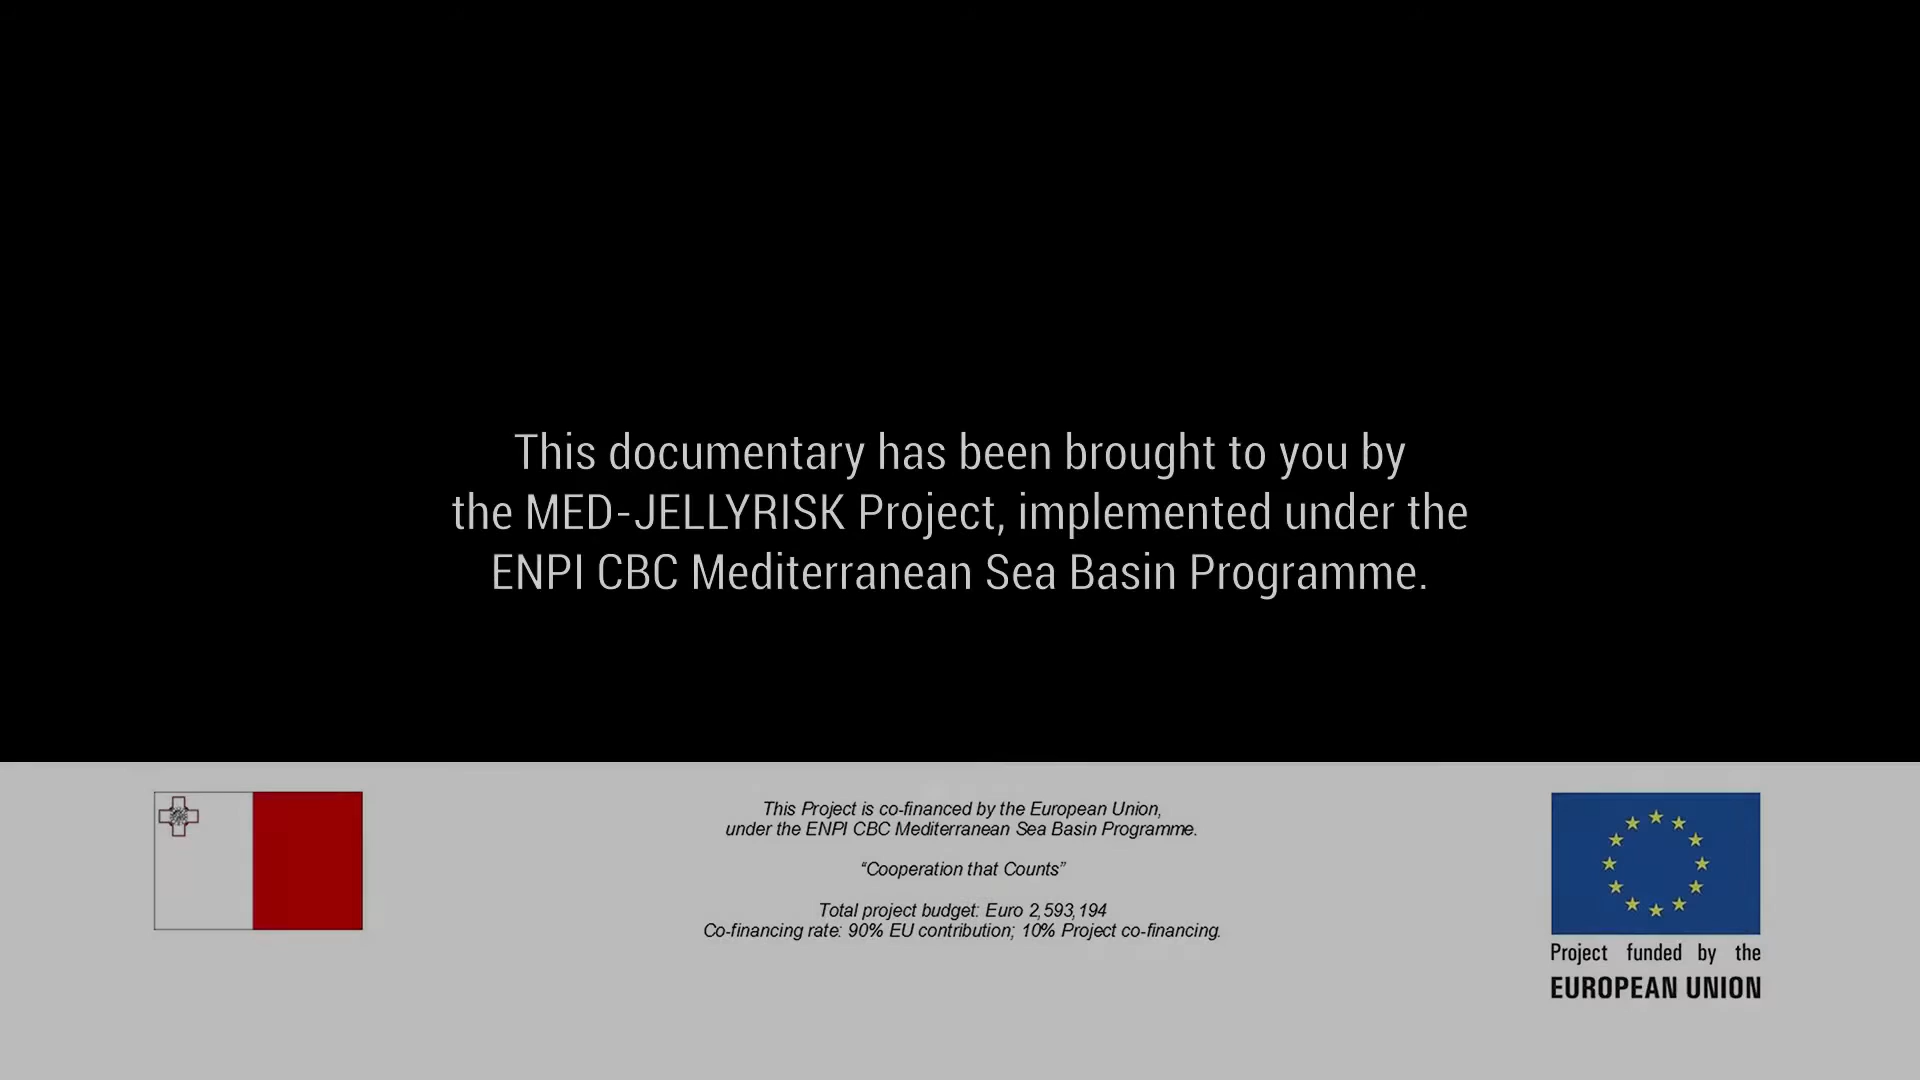 This documentary has been brought to you by
the MED-JELLYRISK Project, implemented under the
ENPI CBC Mediterranean Sea Basin Programme.
This Project is co-financed by the European Union,
under the ENPI CBC Mediterranean Sea Basin Programme.
“Cooperation that Counts”
Total project budget: Euro 2,593,194
Co-financing rate: 90% EU contribution; 10% Project co-financing.
Project funded by the
EUROPEAN UNION